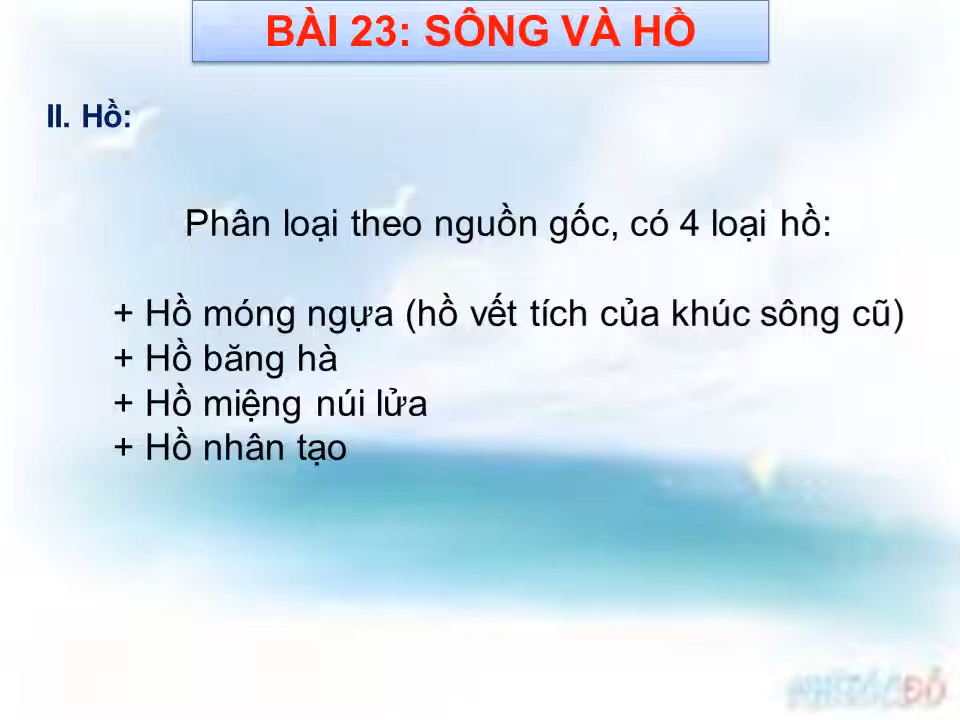 BÀI 23: SÔNG VÀ HỒ
II. Hồ:
Phân loại theo nguồn gốc, có 4 loại hồ:
+ Hồ móng ngựa (hồ vết tích của khúc sông cũ)
+ Hồ băng hà
+ Hồ miệng núi lửa
+ Hồ nhân tạo